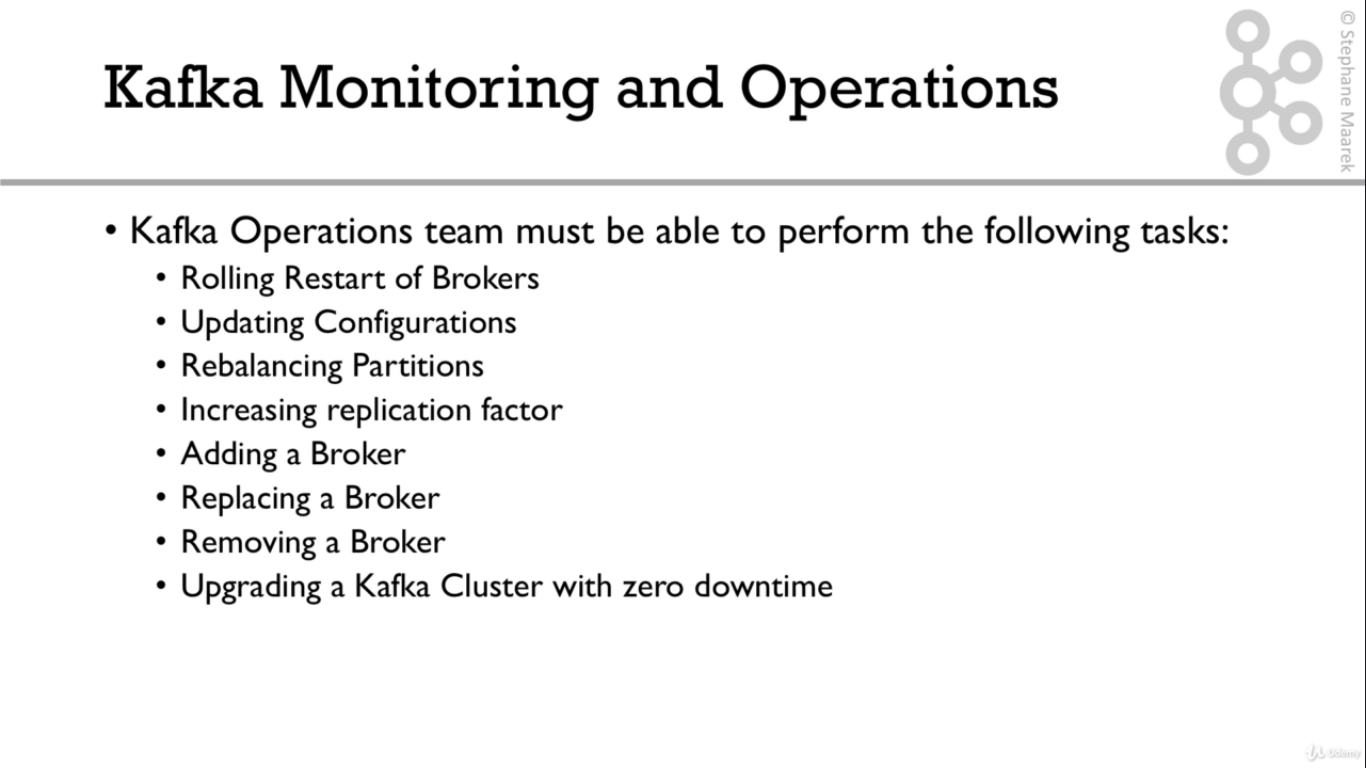 Kafka Monitoring and Operations
© Stephane Maarek
• Kafka Operations team must be able to perform the following tasks:
• Rolling Restart of Brokers
• Updating Configurations
• Rebalancing Partitions
• Increasing replication factor
• Adding a Broker
• Replacing a Broker
• Removing a Broker
• Upgrading a Kafka Cluster with zero downtime
Udemy